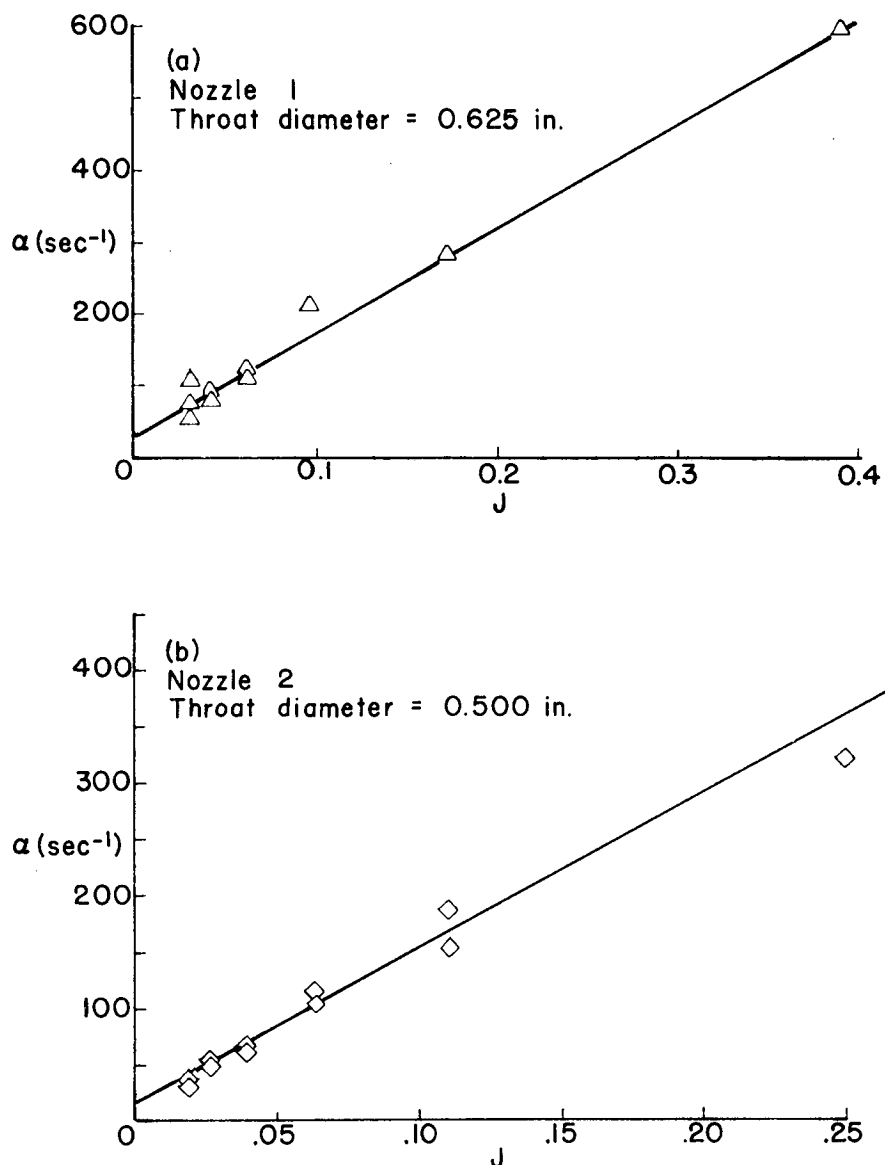 600
(a)
Nozzle 1
Throat diameter = 0.625 in.
400
α (sec⁻¹)
200
0 0.1 0.2 0.3 0.4
J
(b)
400
Nozzle 2
Throat diameter = 0.500 in.
300
α (sec⁻¹)
200
100
0 .05 .10 .15 .20 .25
J